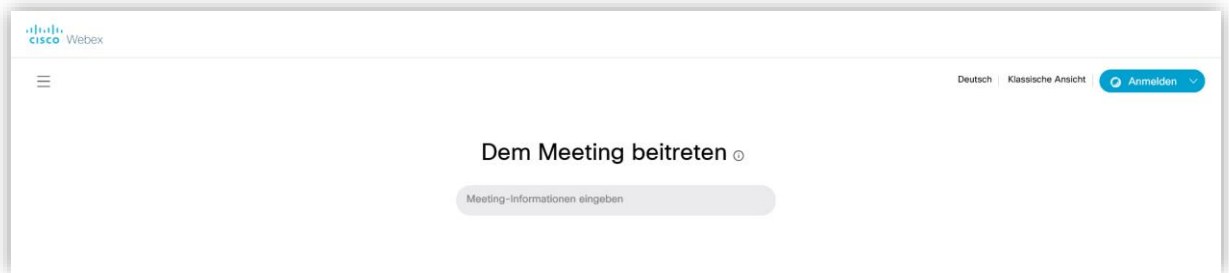 cisco Webex
Deutsch Klassische Ansicht Anmelden
Dem Meeting beitreten
Meeting-Informationen eingeben